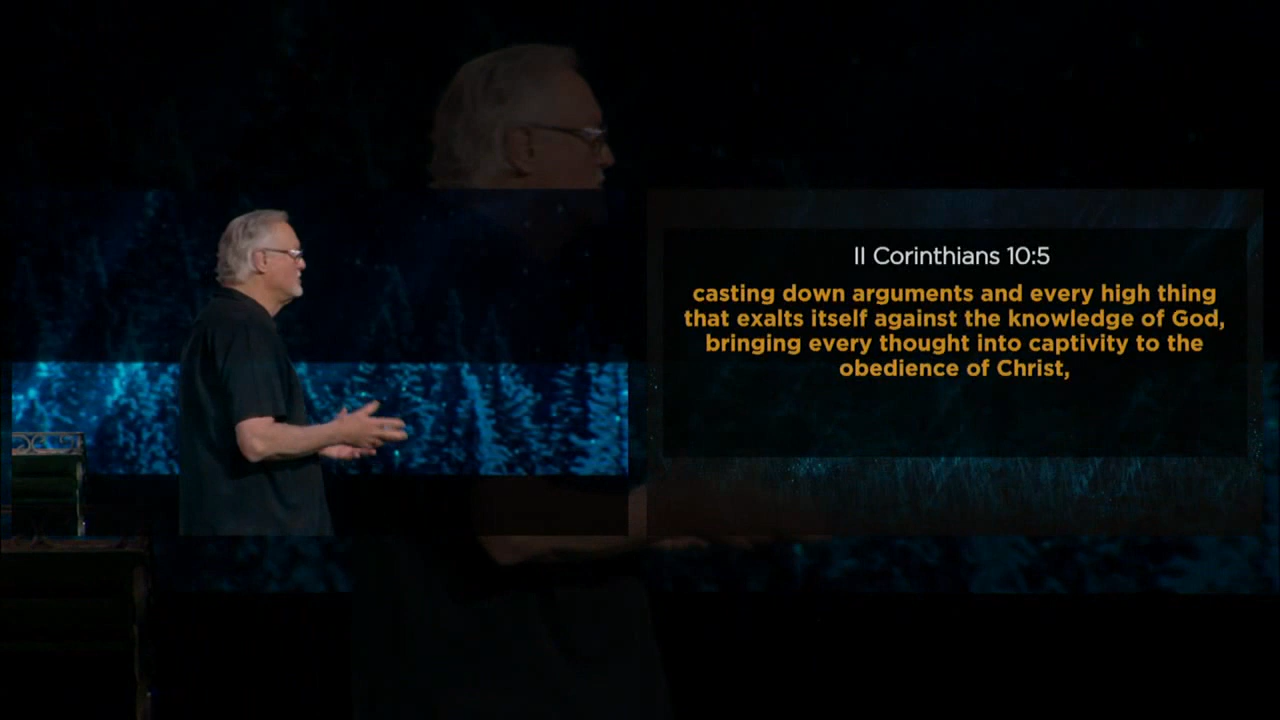 II Corinthians 10:5
casting down arguments and every high thing
that exalts itself against the knowledge of God,
bringing every thought into captivity to the
obedience of Christ,